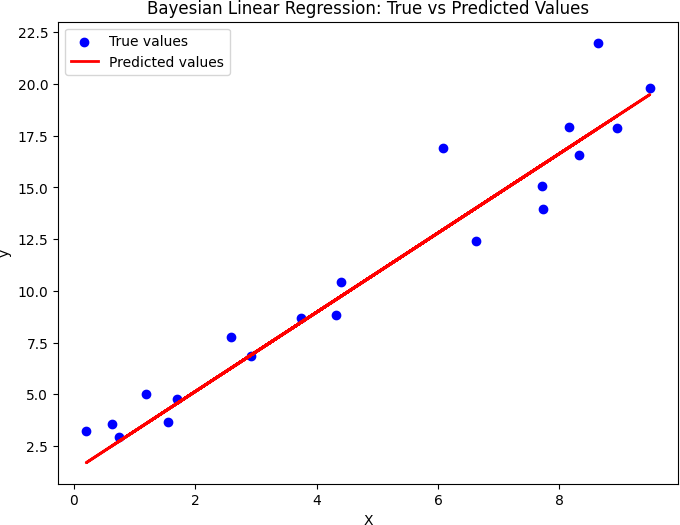 Bayesian Linear Regression: True vs Predicted Values
True values
Predicted values
22.5
20.0
17.5
15.0
12.5
10.0
7.5
5.0
2.5
y
0 2 4 6 8
X